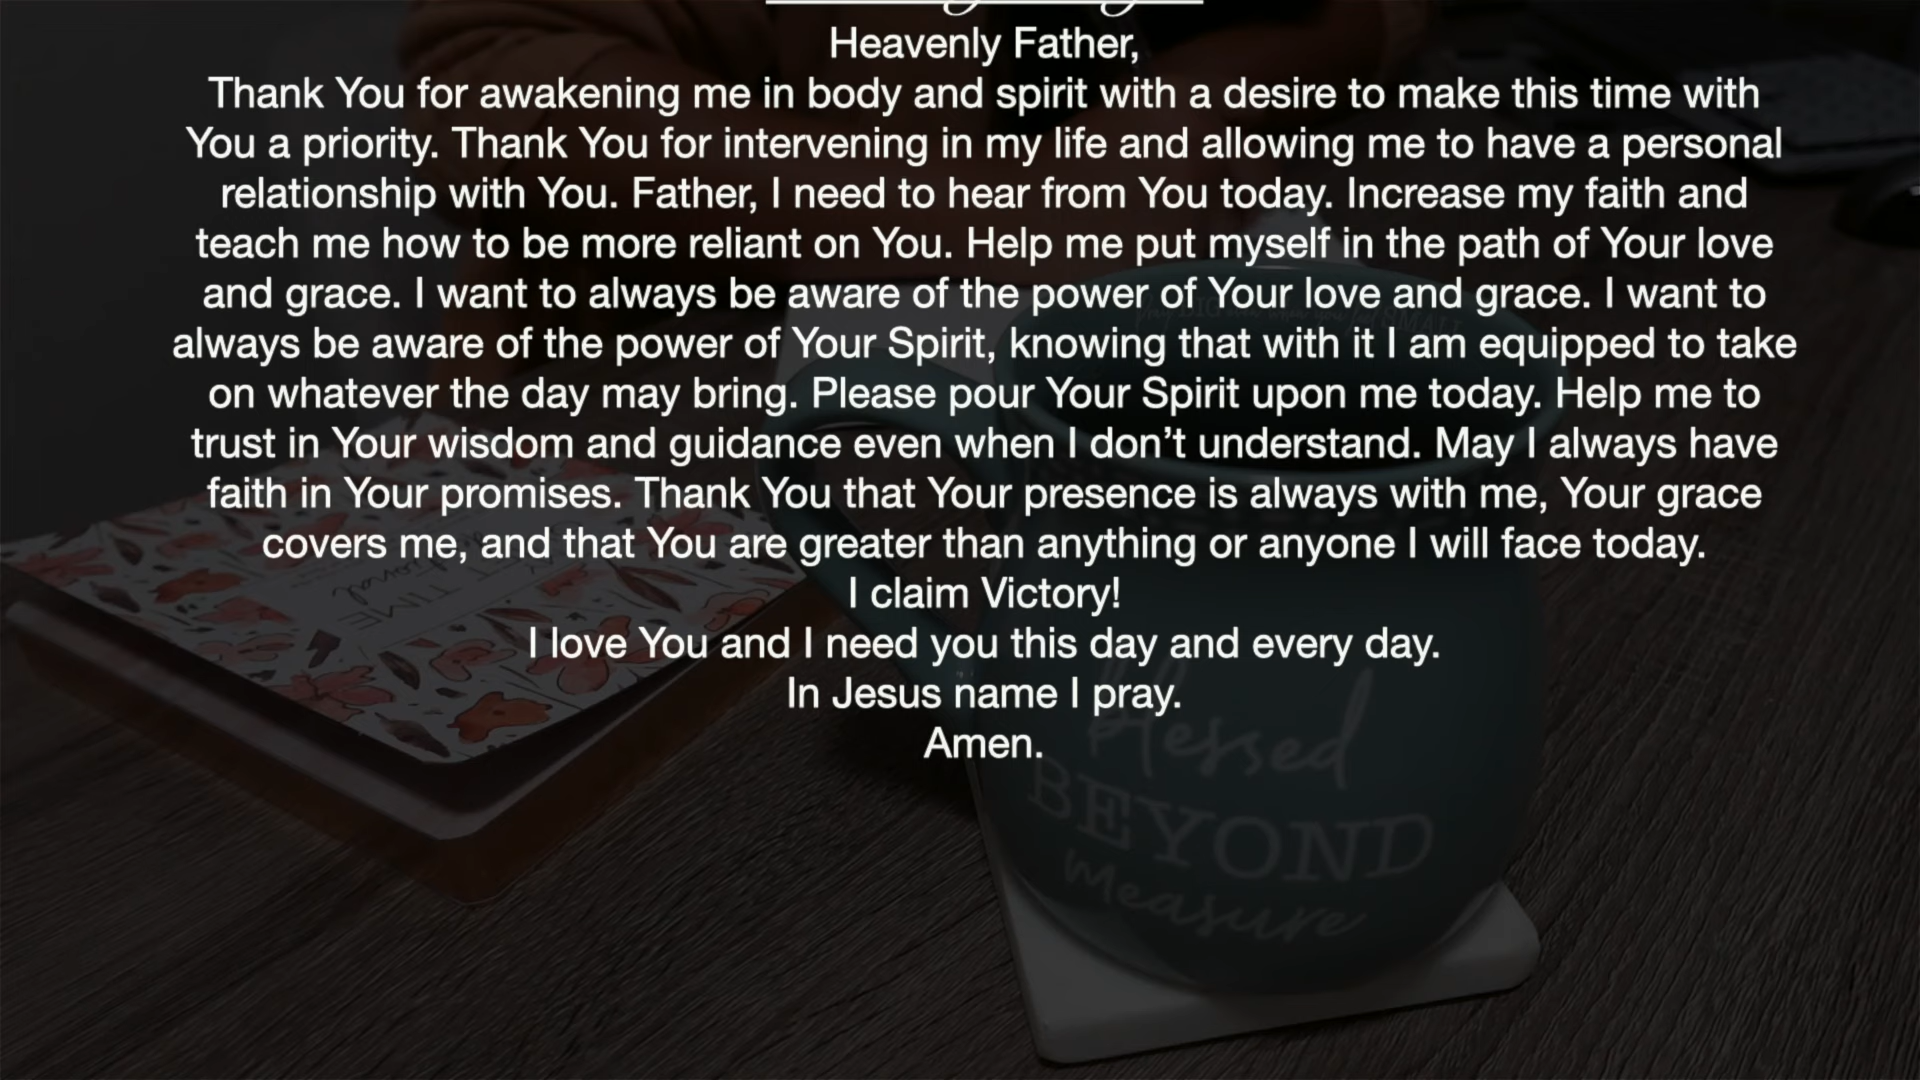 Heavenly Father,
Thank You for awakening me in body and spirit with a desire to make this time with
You a priority. Thank You for intervening in my life and allowing me to have a personal
relationship with You. Father, I need to hear from You today. Increase my faith and
teach me how to be more reliant on You. Help me put myself in the path of Your love
and grace. I want to always be aware of the power of Your love and grace. I want to
always be aware of the power of Your Spirit, knowing that with it I am equipped to take
on whatever the day may bring. Please pour Your Spirit upon me today. Help me to
trust in Your wisdom and guidance even when I don’t understand. May I always have
faith in Your promises. Thank You that Your presence is always with me, Your grace
covers me, and that You are greater than anything or anyone I will face today.
I claim Victory!
I love You and I need you this day and every day.
In Jesus name I pray.
Amen.
BIG SMALL
TIME
Journal
blessed
BEYOND
measure